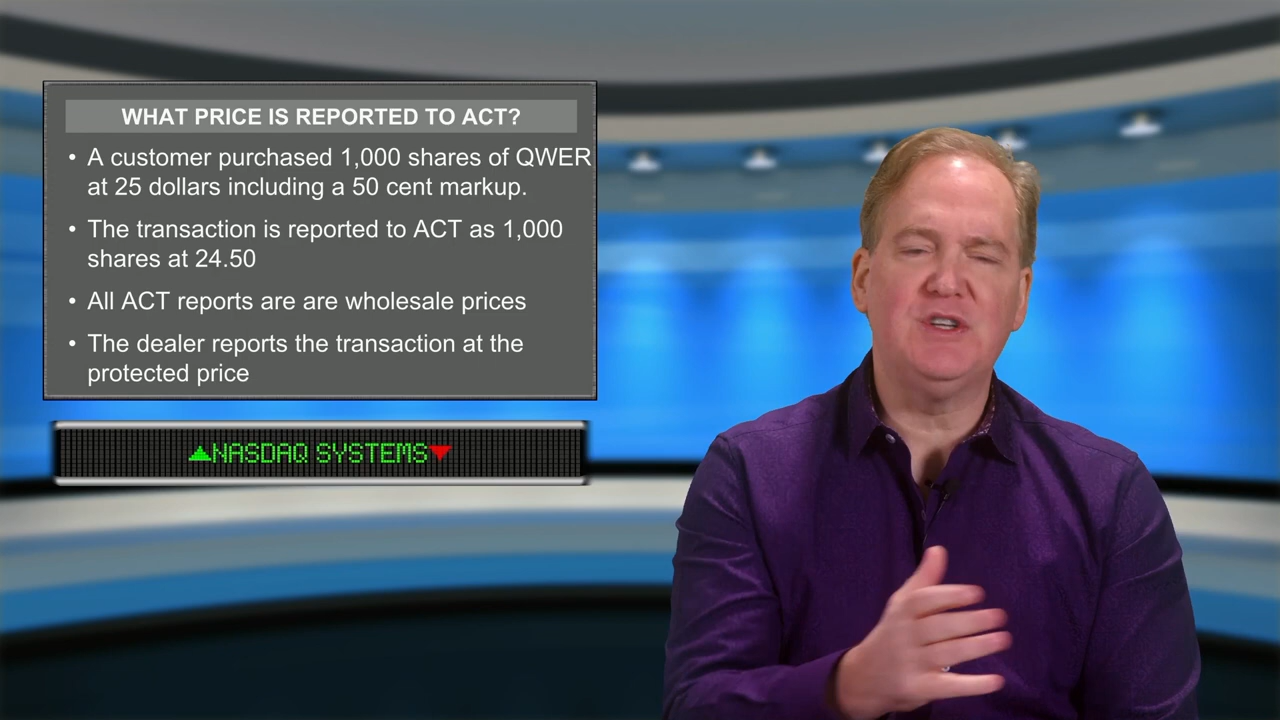 WHAT PRICE IS REPORTED TO ACT?
• A customer purchased 1,000 shares of QWER
at 25 dollars including a 50 cent markup.
• The transaction is reported to ACT as 1,000
shares at 24.50
• All ACT reports are are wholesale prices
• The dealer reports the transaction at the
protected price
▲NASDAQ SYSTEMS▼